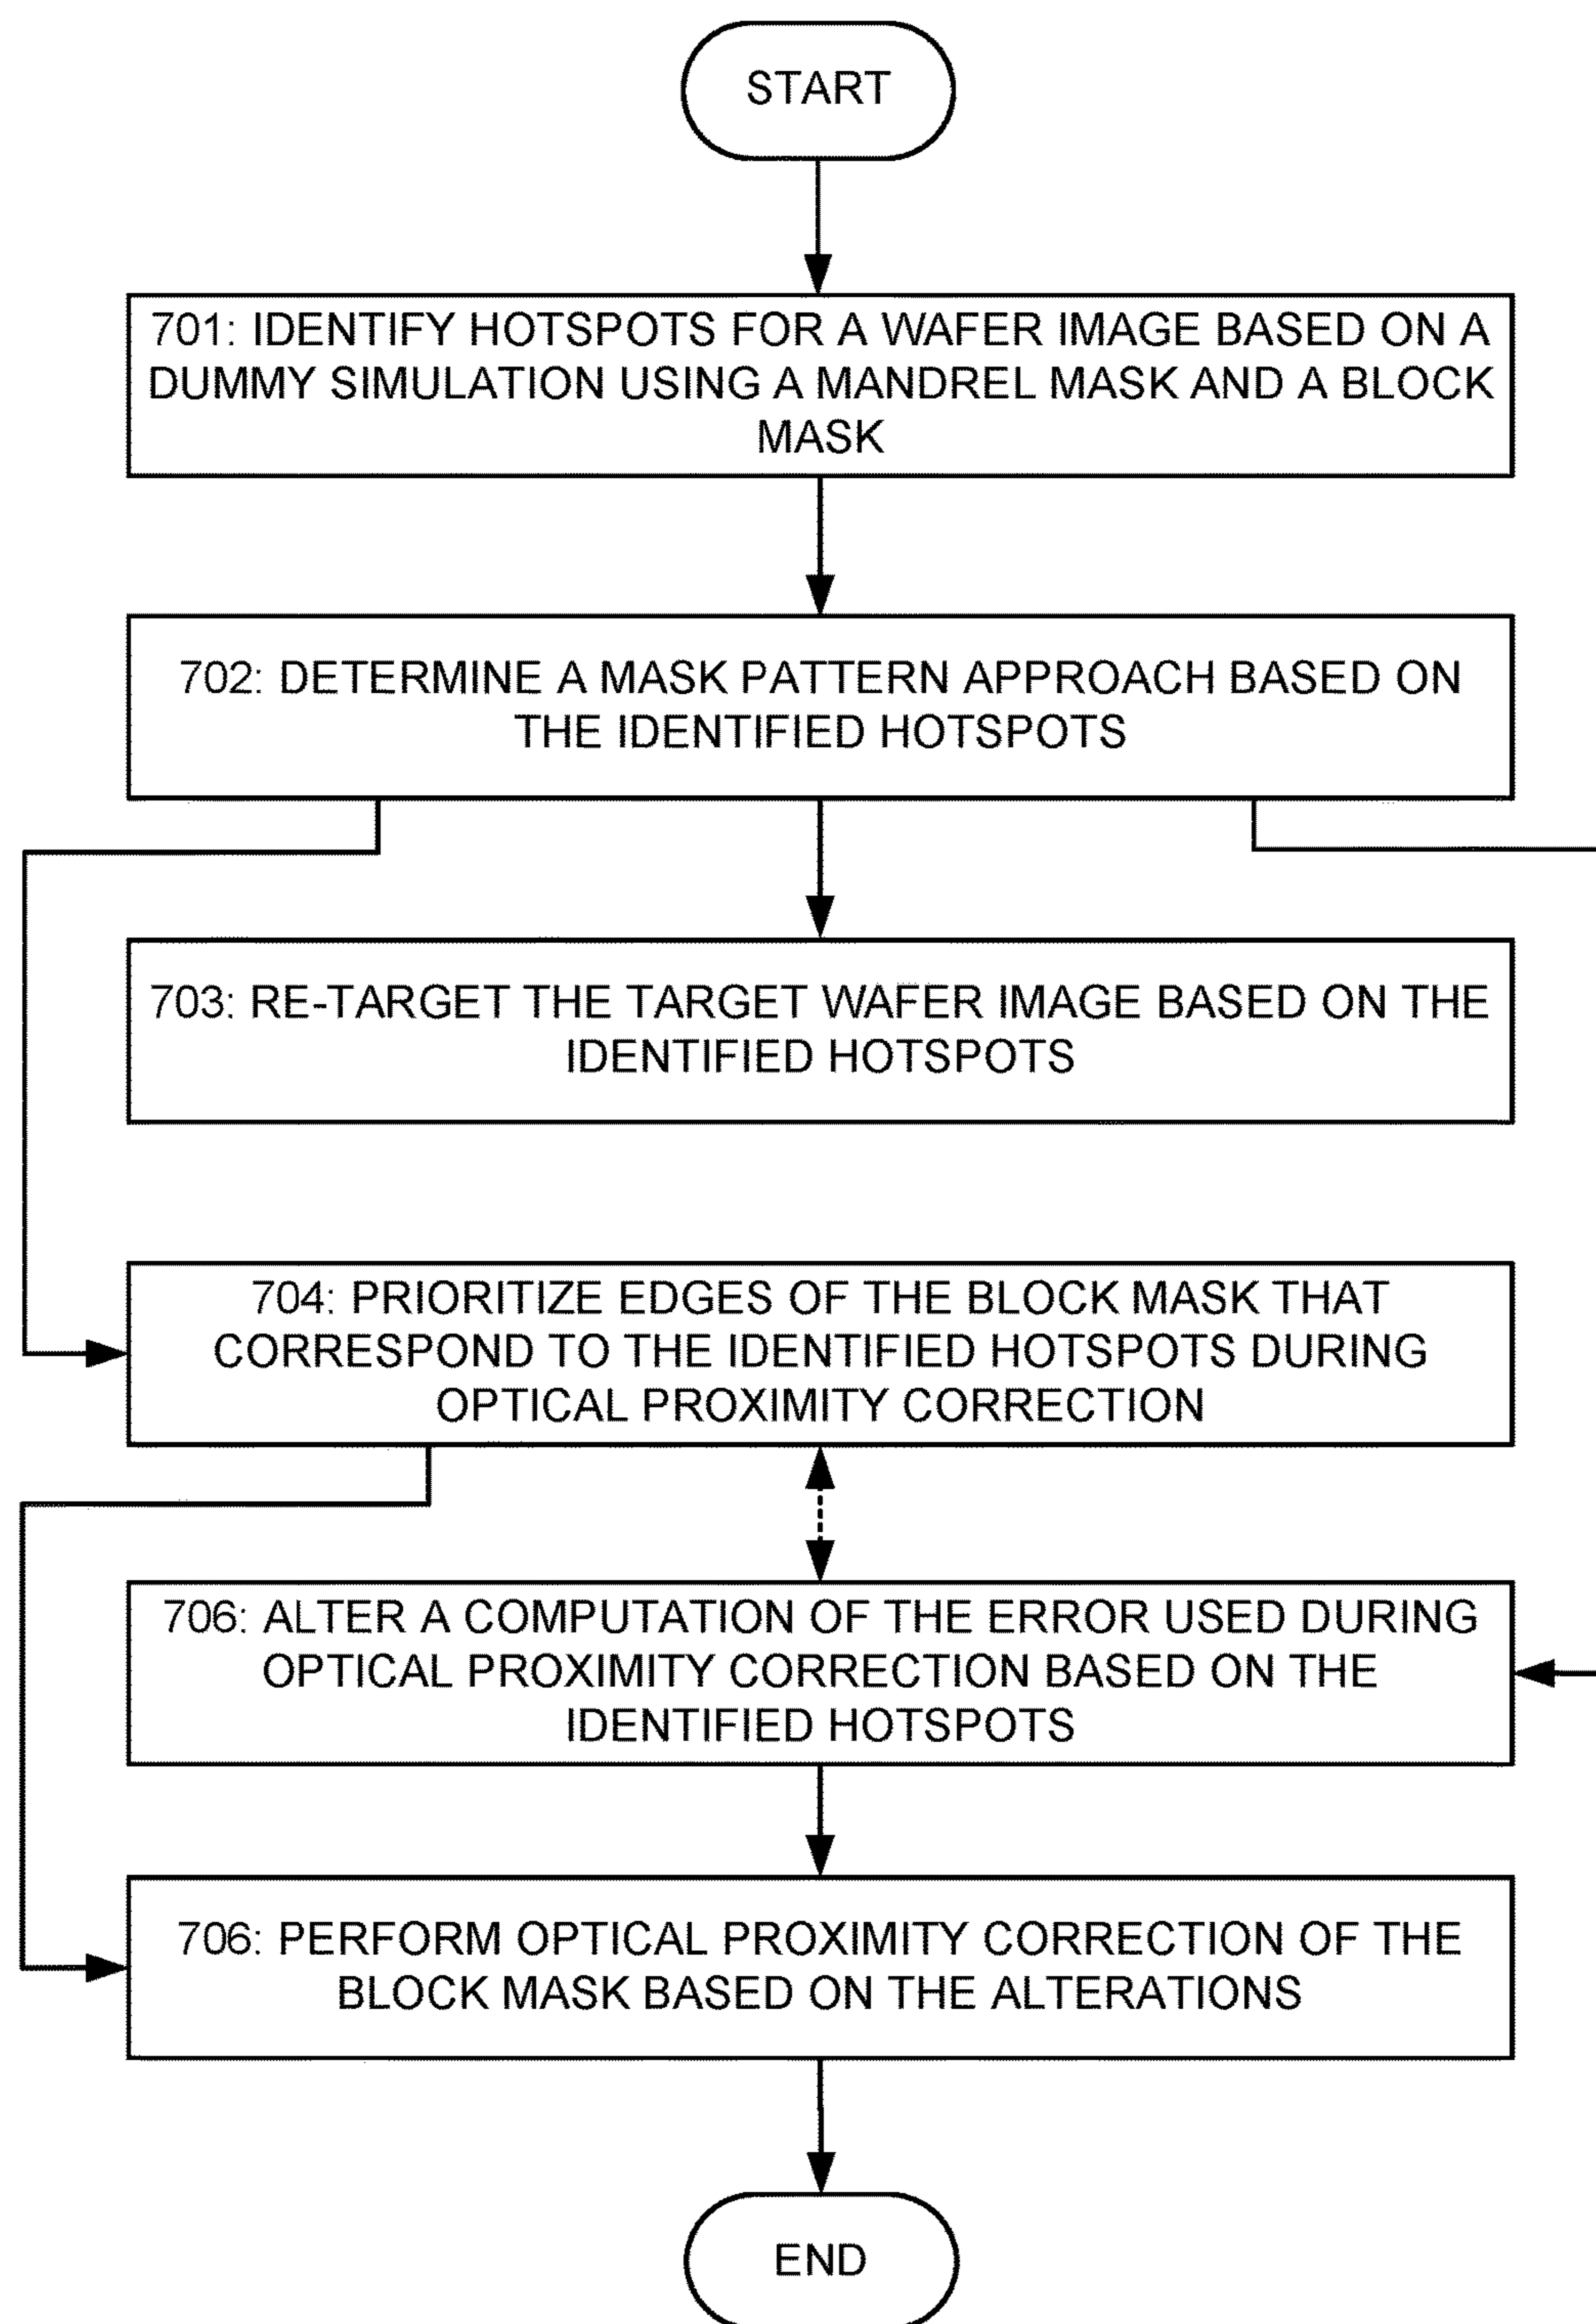 START
701: IDENTIFY HOTSPOTS FOR A WAFER IMAGE BASED ON A
DUMMY SIMULATION USING A MANDREL MASK AND A BLOCK
MASK
702: DETERMINE A MASK PATTERN APPROACH BASED ON
THE IDENTIFIED HOTSPOTS
703: RE-TARGET THE TARGET WAFER IMAGE BASED ON THE
IDENTIFIED HOTSPOTS
704: PRIORITIZE EDGES OF THE BLOCK MASK THAT
CORRESPOND TO THE IDENTIFIED HOTSPOTS DURING
OPTICAL PROXIMITY CORRECTION
706: ALTER A COMPUTATION OF THE ERROR USED DURING
OPTICAL PROXIMITY CORRECTION BASED ON THE
IDENTIFIED HOTSPOTS
706: PERFORM OPTICAL PROXIMITY CORRECTION OF THE
BLOCK MASK BASED ON THE ALTERATIONS
END